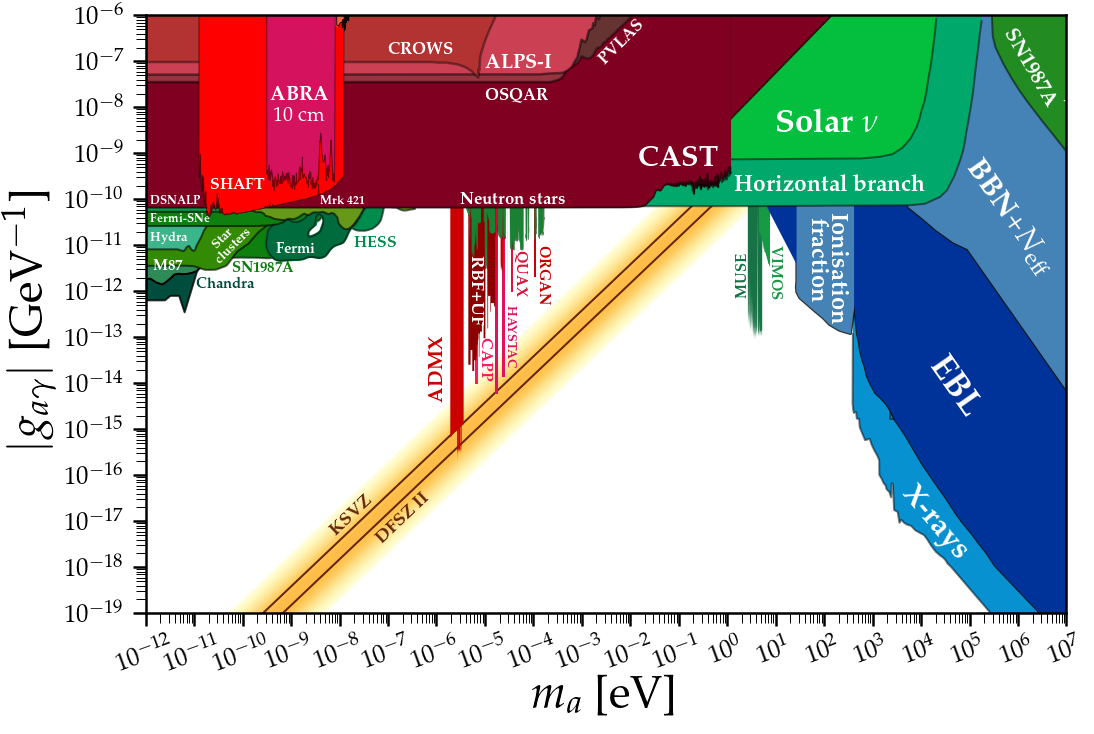 |g_{aγ}| [GeV⁻¹]
10⁻⁶
10⁻⁷
10⁻⁸
10⁻⁹
10⁻¹⁰
10⁻¹¹
10⁻¹²
10⁻¹³
10⁻¹⁴
10⁻¹⁵
10⁻¹⁶
10⁻¹⁷
10⁻¹⁸
10⁻¹⁹
CROWS
ALPS-I
PVLAS
OSQAR
ABRA
10 cm
SHAFT
CAST
Solar ν
Horizontal branch
SN1987A
BBN+N_{eff}
DSNALP
Mrk 421
Neutron stars
Fermi-SNe
Hydra
Star
clusters
Fermi
HESS
M87
SN1987A
Chandra
ADMX
RBF+UF
CAPP
HAYSTAC
QUAX
ORGAN
MUSE
VIMOS
Ionisation
fraction
EBL
X-rays
KSVZ
DFSZ II
10⁻¹²
10⁻¹¹
10⁻¹⁰
10⁻⁹
10⁻⁸
10⁻⁷
10⁻⁶
10⁻⁵
10⁻⁴
10⁻³
10⁻²
10⁻¹
10⁰
10¹
10²
10³
10⁴
10⁵
10⁶
10⁷
m_a [eV]